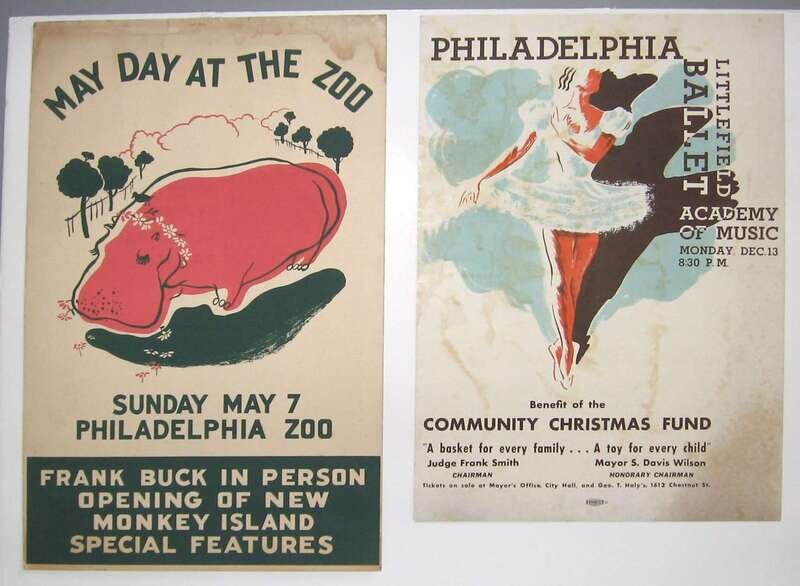 MAY DAY AT THE ZOO
SUNDAY MAY 7
PHILADELPHIA ZOO
FRANK BUCK IN PERSON
OPENING OF NEW
MONKEY ISLAND
SPECIAL FEATURES
PHILADELPHIA
LITTLEFIELD
BALLET
ACADEMY
OF MUSIC
MONDAY DEC. 13
8:30 P.M.
Benefit of the
COMMUNITY CHRISTMAS FUND
"A basket for every family . . . A toy for every child"
Judge Frank Smith Mayor S. Davis Wilson
CHAIRMAN HONORARY CHAIRMAN
Tickets on sale at Mayor's Office, City Hall, and Geo. T. Haly's, 1612 Chestnut St.